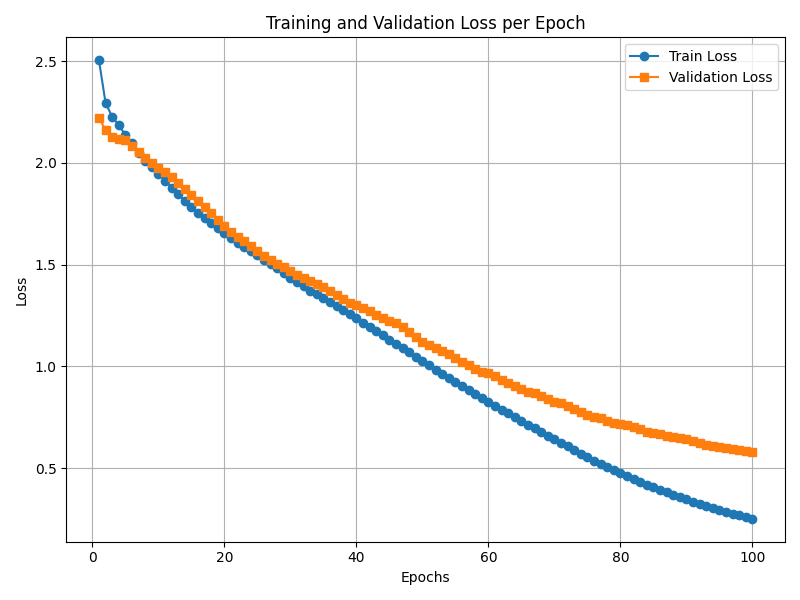 Training and Validation Loss per Epoch
Train Loss
Validation Loss
2.5
2.0
1.5
1.0
0.5
Loss
0 20 40 60 80 100
Epochs